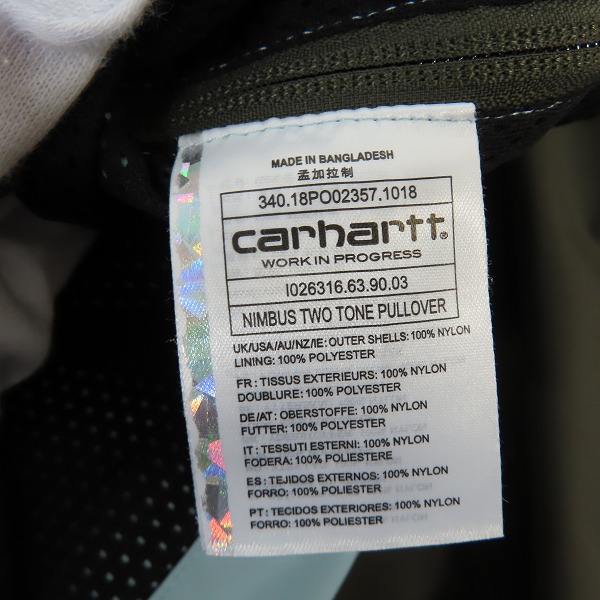 MADE IN BANGLADESH
孟加拉制
340.18PO02357.1018
carhartt®
WORK IN PROGRESS
I026316.63.90.03
NIMBUS TWO TONE PULLOVER
UK/USA/AU/NZ/IE: OUTER SHELLS: 100% NYLON
LINING: 100% POLYESTER
FR : TISSUS EXTERIEURS: 100% NYLON
DOUBLURE: 100% POLYESTER
DE/AT: OBERSTOFFE: 100% NYLON
FUTTER: 100% POLYESTER
IT : TESSUTI ESTERNI : 100% NYLON
FODERA: 100% POLIESTERE
ES : TEJIDOS EXTERNOS: 100% NYLON
FORRO: 100% POLIESTER
PT : TECIDOS EXTERIORES: 100% NYLON
FORRO: 100% POLIESTER